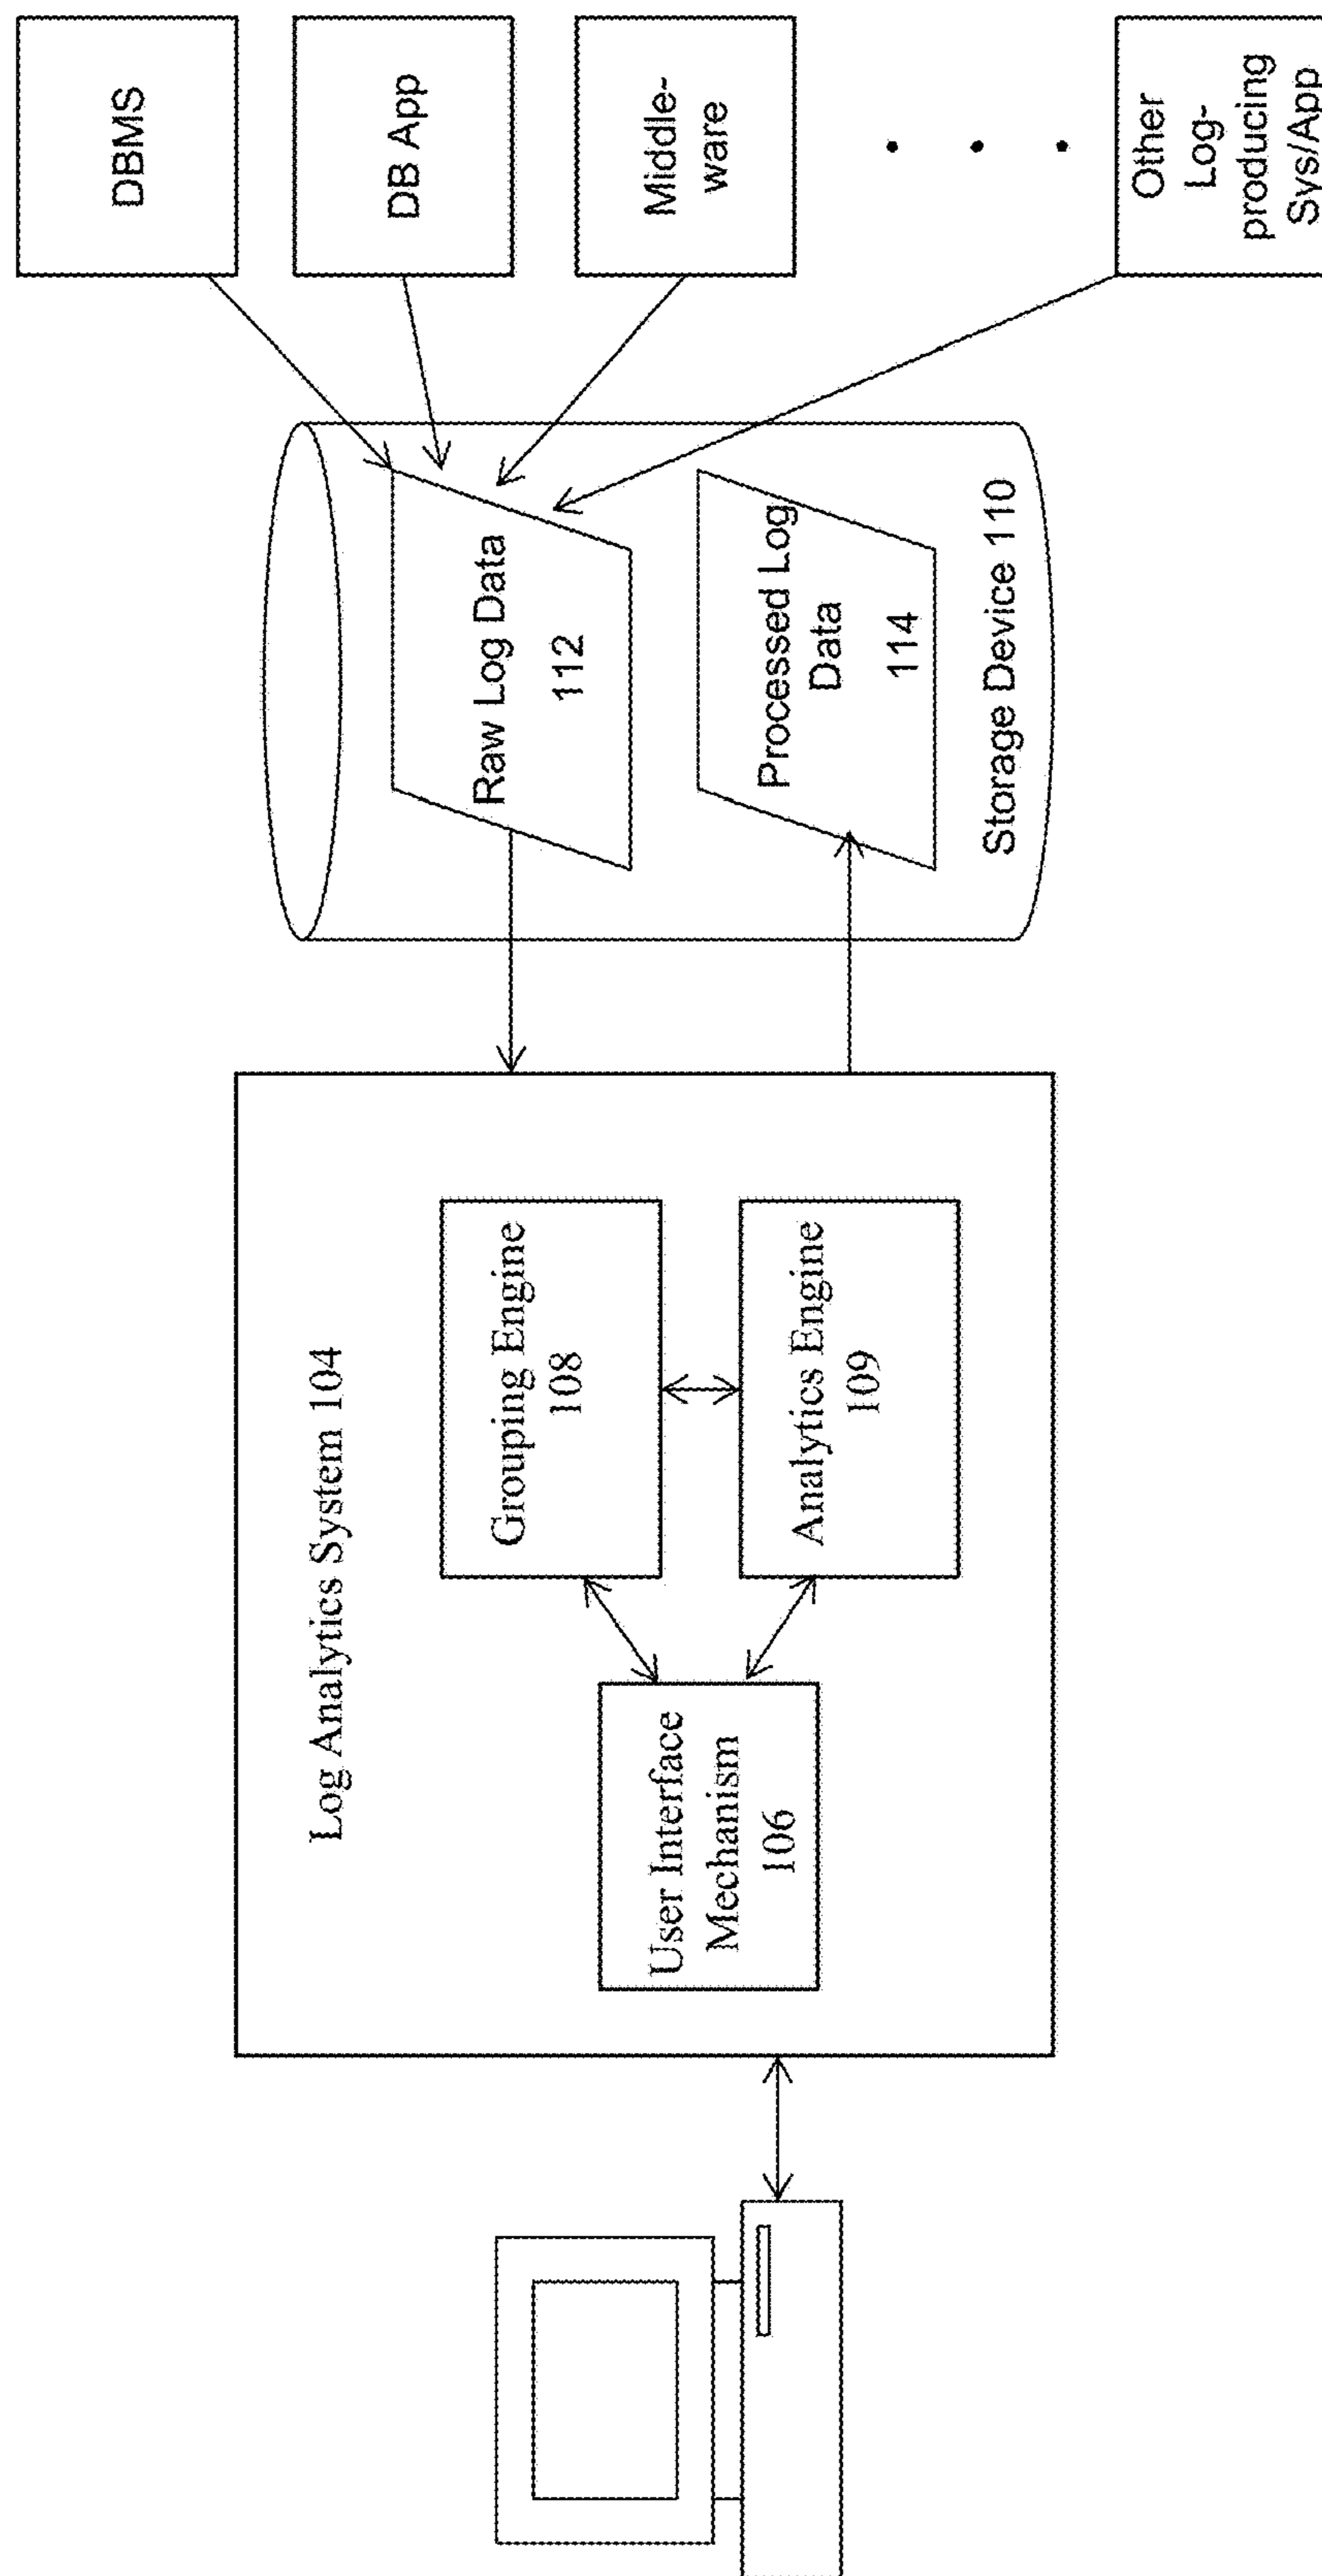 Log Analytics System 104
User Interface
Mechanism
106
Grouping Engine
108
Analytics Engine
109
Raw Log Data
112
Processed Log
Data
114
Storage Device 110
DBMS
DB App
Middle-
ware
Other
Log-
producing
Sys/App